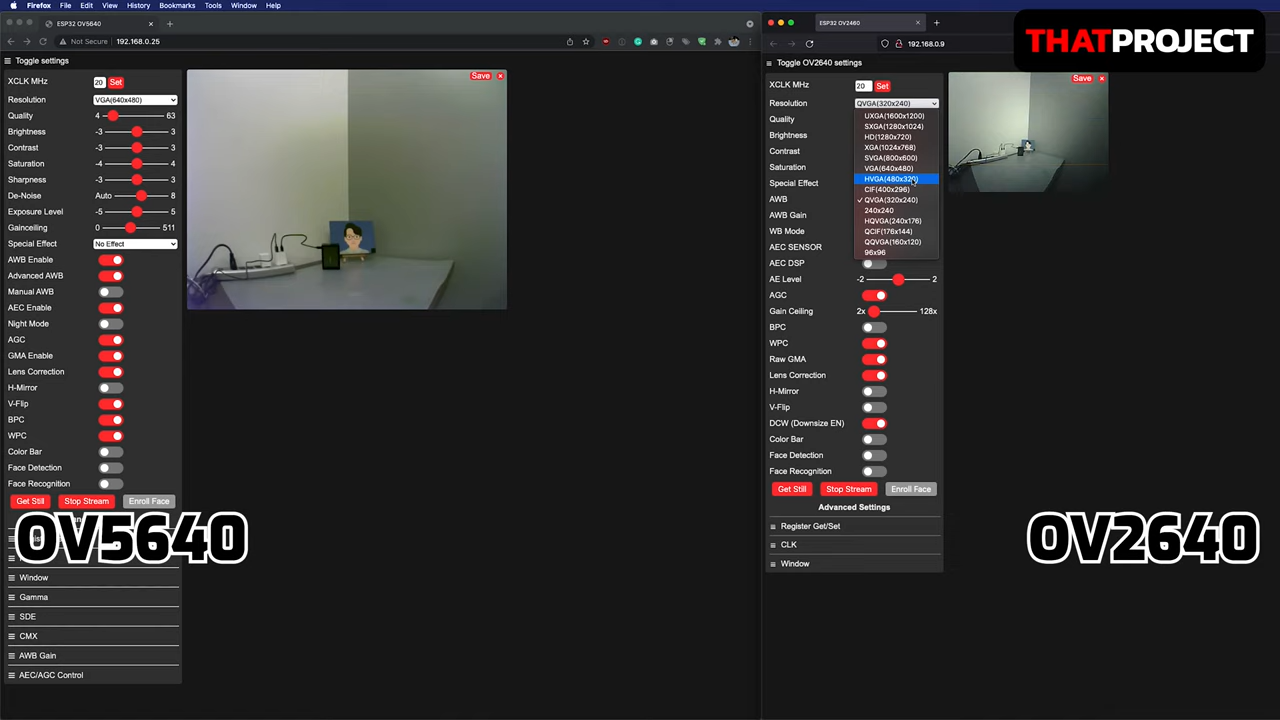 Firefox File Edit View History Bookmarks Tools Window Help
ESP32 OV5640
Not Secure 192.168.0.25
Toggle settings
XCLK MHz 20 Set
Resolution VGA(640x480)
Quality 4 63
Brightness -3 3
Contrast -3 3
Saturation -4 4
Sharpness -3 3
De-Noise Auto 8
Exposure Level -5 5
Gainceiling 0 511
Special Effect No Effect
AWB Enable
Advanced AWB
Manual AWB
AEC Enable
Night Mode
AGC
GMA Enable
Lens Correction
H-Mirror
V-Flip
BPC
WPC
Color Bar
Face Detection
Face Recognition
Get Still Stop Stream Enroll Face
OV5640
Window
Gamma
SDE
CMX
AWB Gain
AEC/AGC Control
Save
ESP32 OV2460
192.168.0.9
THATPROJECT
Toggle OV2640 settings
XCLK MHz 20 Set
Resolution QVGA(320x240)
UXGA(1600x1200)
SXGA(1280x1024)
HD(1280x720)
XGA(1024x768)
SVGA(800x600)
VGA(640x480)
HVGA(480x320)
CIF(400x296)
QVGA(320x240)
240x240
HQVGA(240x176)
QCIF(176x144)
QQVGA(160x120)
96x96
Quality
Brightness
Contrast
Saturation
Special Effect
AWB
AWB Gain
WB Mode
AEC SENSOR
AEC DSP
AE Level -2 2
AGC
Gain Ceiling 2x 128x
BPC
WPC
Raw GMA
Lens Correction
H-Mirror
V-Flip
DCW (Downsize EN)
Color Bar
Face Detection
Face Recognition
Get Still Stop Stream Enroll Face
Advanced Settings
Register Get/Set
CLK
Window
Save
OV2640